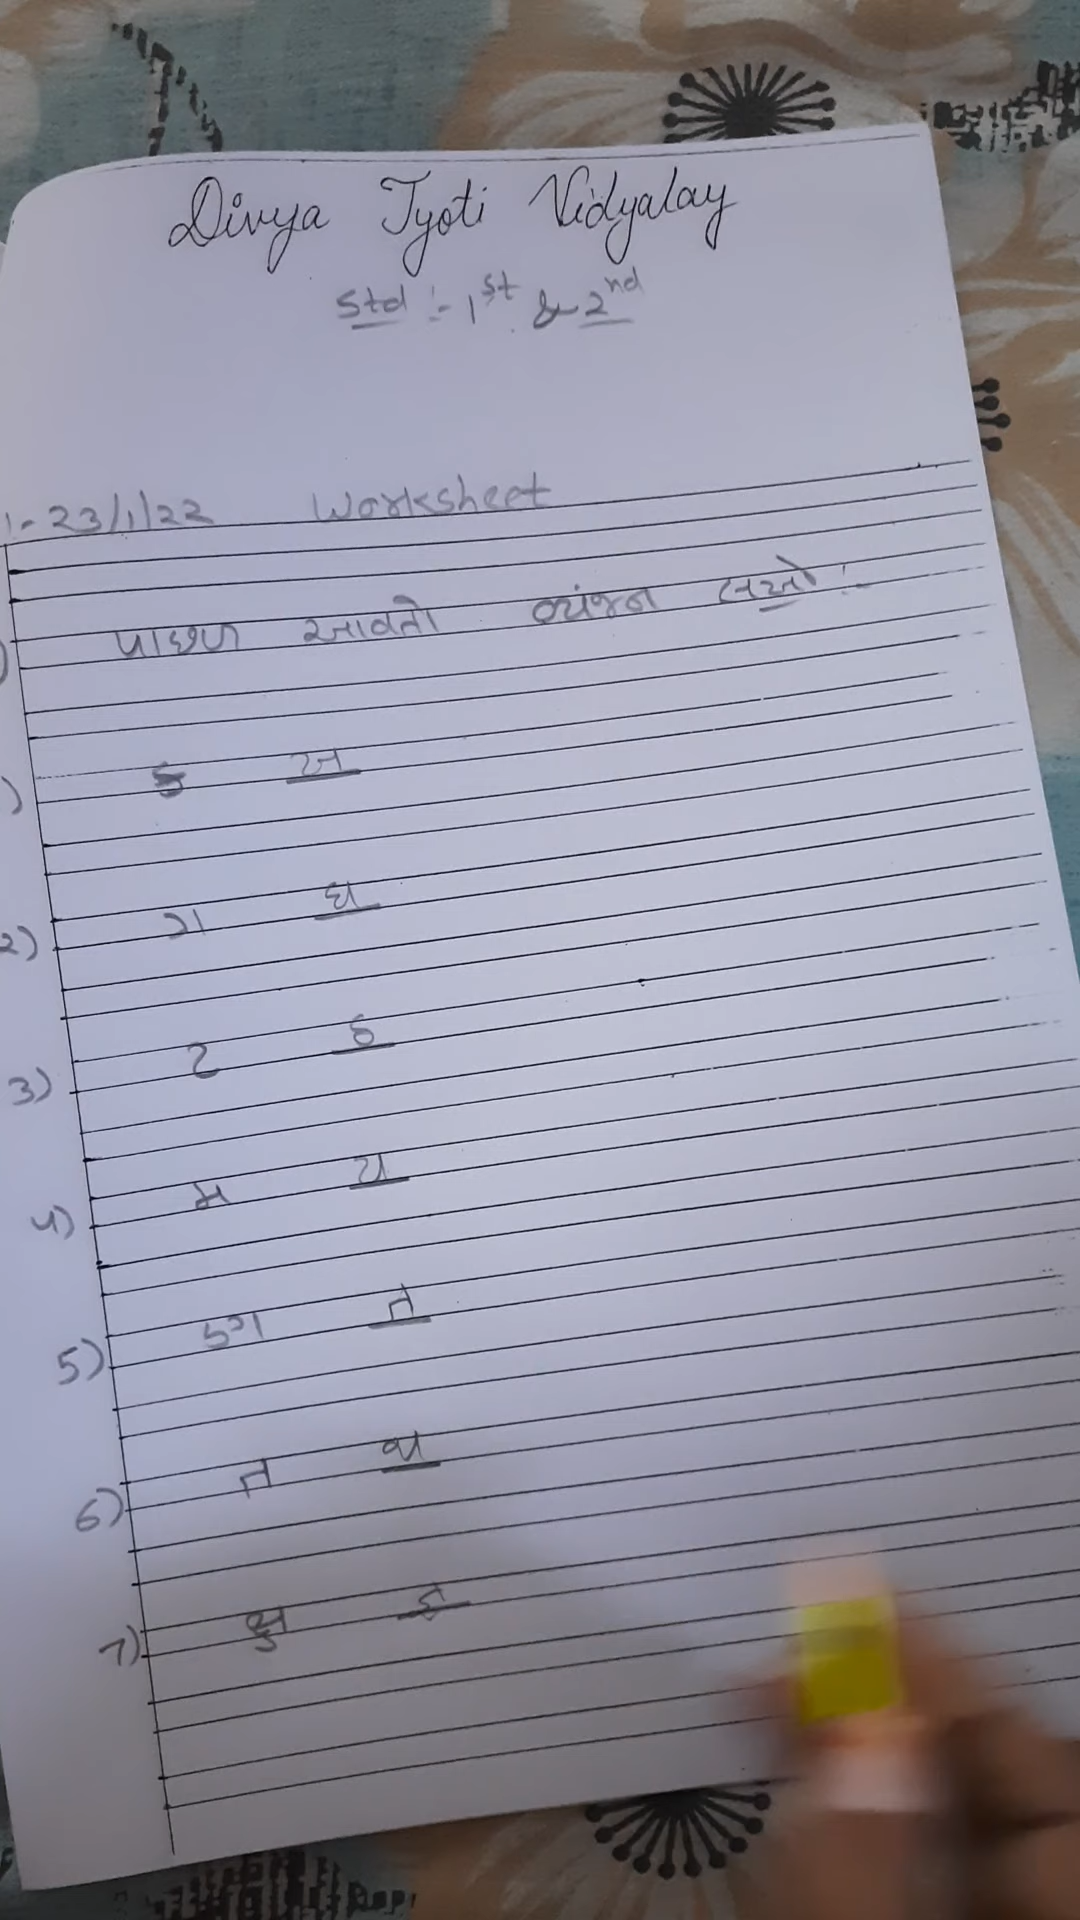 Divya Jyoti Vidyalay
Std :- 1st & 2nd
:- 23/1/22 Worksheet
પાછળ આવતો વ્યંજન લખો :-
1) ક ખ
2) ગ ઘ
3) ટ ઠ
4) મ ય
5) ણ ત
6) ત થ
7) ક્ષ જ્ઞ